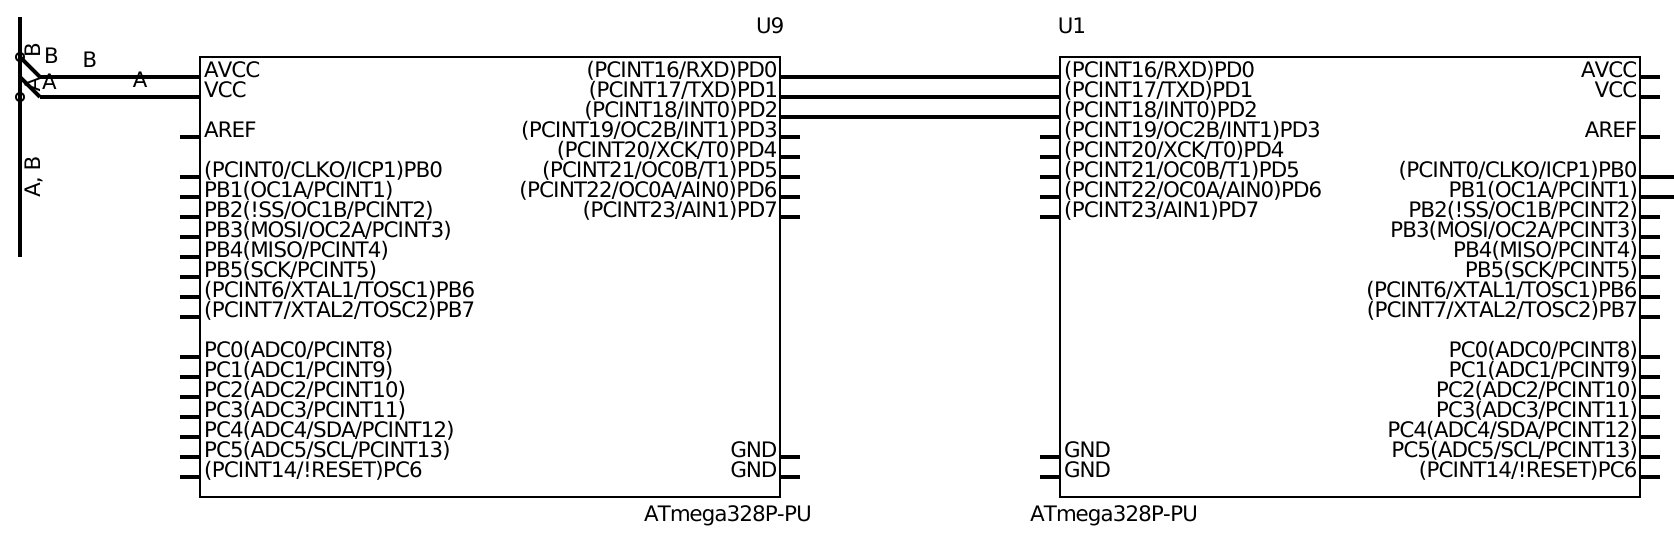 U9
U1
B
B
B
A
A
A
A, B
AVCC
VCC
AREF
(PCINT0/CLKO/ICP1)PB0
PB1(OC1A/PCINT1)
PB2(!SS/OC1B/PCINT2)
PB3(MOSI/OC2A/PCINT3)
PB4(MISO/PCINT4)
PB5(SCK/PCINT5)
(PCINT6/XTAL1/TOSC1)PB6
(PCINT7/XTAL2/TOSC2)PB7
PC0(ADC0/PCINT8)
PC1(ADC1/PCINT9)
PC2(ADC2/PCINT10)
PC3(ADC3/PCINT11)
PC4(ADC4/SDA/PCINT12)
PC5(ADC5/SCL/PCINT13)
(PCINT14/!RESET)PC6
(PCINT16/RXD)PD0
(PCINT17/TXD)PD1
(PCINT18/INT0)PD2
(PCINT19/OC2B/INT1)PD3
(PCINT20/XCK/T0)PD4
(PCINT21/OC0B/T1)PD5
(PCINT22/OC0A/AIN0)PD6
(PCINT23/AIN1)PD7
GND
GND
ATmega328P-PU
(PCINT16/RXD)PD0
(PCINT17/TXD)PD1
(PCINT18/INT0)PD2
(PCINT19/OC2B/INT1)PD3
(PCINT20/XCK/T0)PD4
(PCINT21/OC0B/T1)PD5
(PCINT22/OC0A/AIN0)PD6
(PCINT23/AIN1)PD7
GND
GND
AVCC
VCC
AREF
(PCINT0/CLKO/ICP1)PB0
PB1(OC1A/PCINT1)
PB2(!SS/OC1B/PCINT2)
PB3(MOSI/OC2A/PCINT3)
PB4(MISO/PCINT4)
PB5(SCK/PCINT5)
(PCINT6/XTAL1/TOSC1)PB6
(PCINT7/XTAL2/TOSC2)PB7
PC0(ADC0/PCINT8)
PC1(ADC1/PCINT9)
PC2(ADC2/PCINT10)
PC3(ADC3/PCINT11)
PC4(ADC4/SDA/PCINT12)
PC5(ADC5/SCL/PCINT13)
(PCINT14/!RESET)PC6
ATmega328P-PU